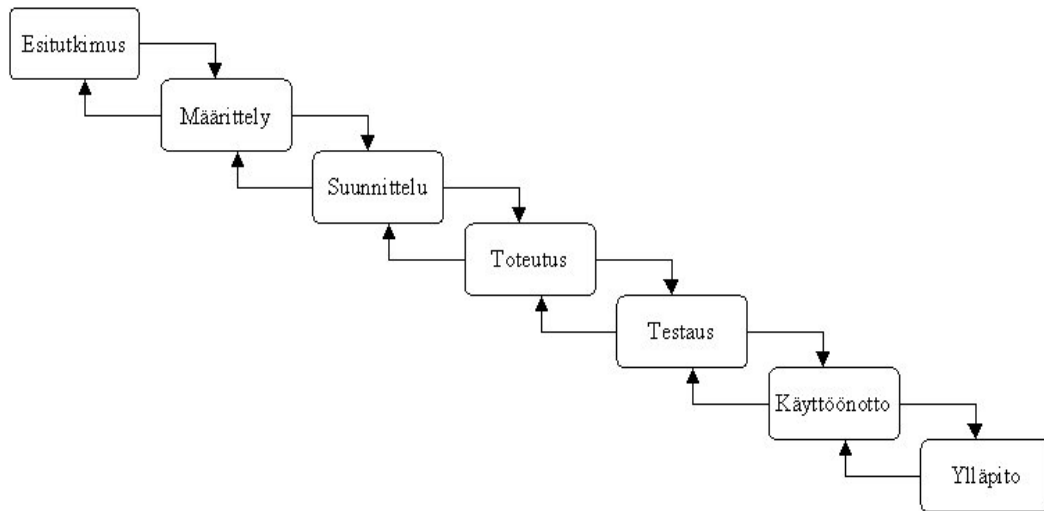 Esitutkimus
Määrittely
Suunnittelu
Toteutus
Testaus
Käyttöönotto
Ylläpito